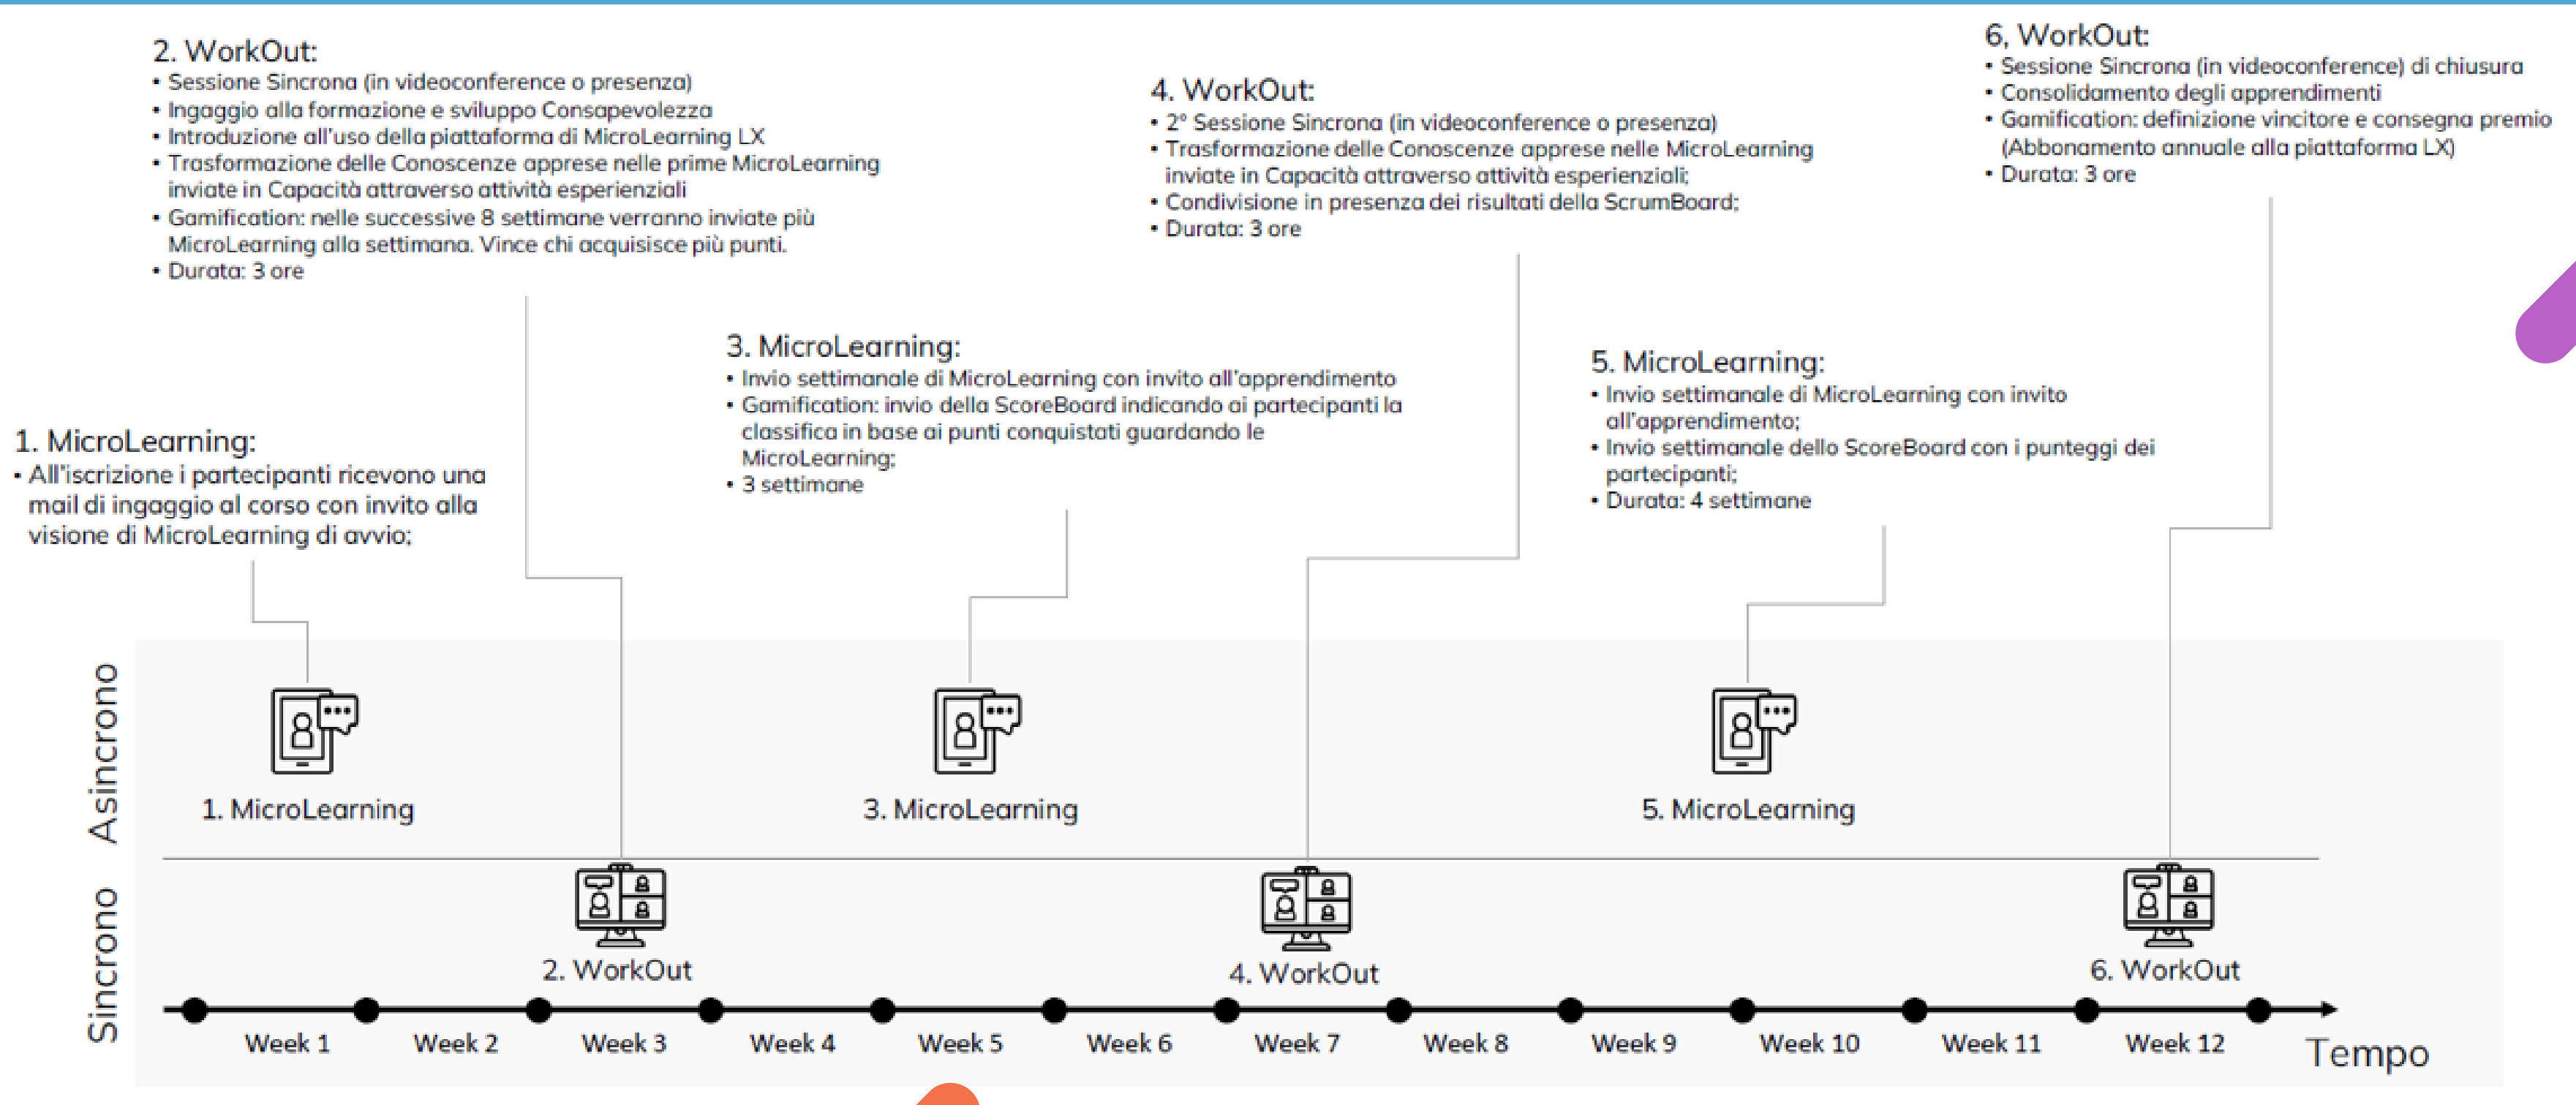 2. WorkOut:
• Sessione Sincrona (in videoconference o presenza)
• Ingaggio alla formazione e sviluppo Consapevolezza
• Introduzione all'uso della piattaforma di MicroLearning LX
• Trasformazione delle Conoscenze apprese nelle prime MicroLearning
inviate in Capacità attraverso attività esperienziali
• Gamification: nelle successive 8 settimane verranno inviate più
MicroLearning alla settimana. Vince chi acquisisce più punti.
• Durata: 3 ore
4. WorkOut:
• 2° Sessione Sincrona (in videoconference o presenza)
• Trasformazione delle Conoscenze apprese nelle MicroLearning
inviate in Capacità attraverso attività esperienziali;
• Condivisione in presenza dei risultati della ScrumBoard;
• Durata: 3 ore
6, WorkOut:
• Sessione Sincrona (in videoconference) di chiusura
• Consolidamento degli apprendimenti
• Gamification: definizione vincitore e consegna premio
(Abbonamento annuale alla piattaforma LX)
• Durata: 3 ore
1. MicroLearning:
• All'iscrizione i partecipanti ricevono una
mail di ingaggio al corso con invito alla
visione di MicroLearning di avvio;
3. MicroLearning:
• Invio settimanale di MicroLearning con invito all'apprendimento
• Gamification: invio della ScoreBoard indicando ai partecipanti la
classifica in base ai punti conquistati guardando le
MicroLearning;
• 3 settimane
5. MicroLearning:
• Invio settimanale di MicroLearning con invito
all'apprendimento;
• Invio settimanale dello ScoreBoard con i punteggi dei
partecipanti;
• Durata: 4 settimane
Asincrono
1. MicroLearning
3. MicroLearning
5. MicroLearning
Sincrono
2. WorkOut
4. WorkOut
6. WorkOut
Week 1
Week 2
Week 3
Week 4
Week 5
Week 6
Week 7
Week 8
Week 9
Week 10
Week 11
Week 12
Tempo